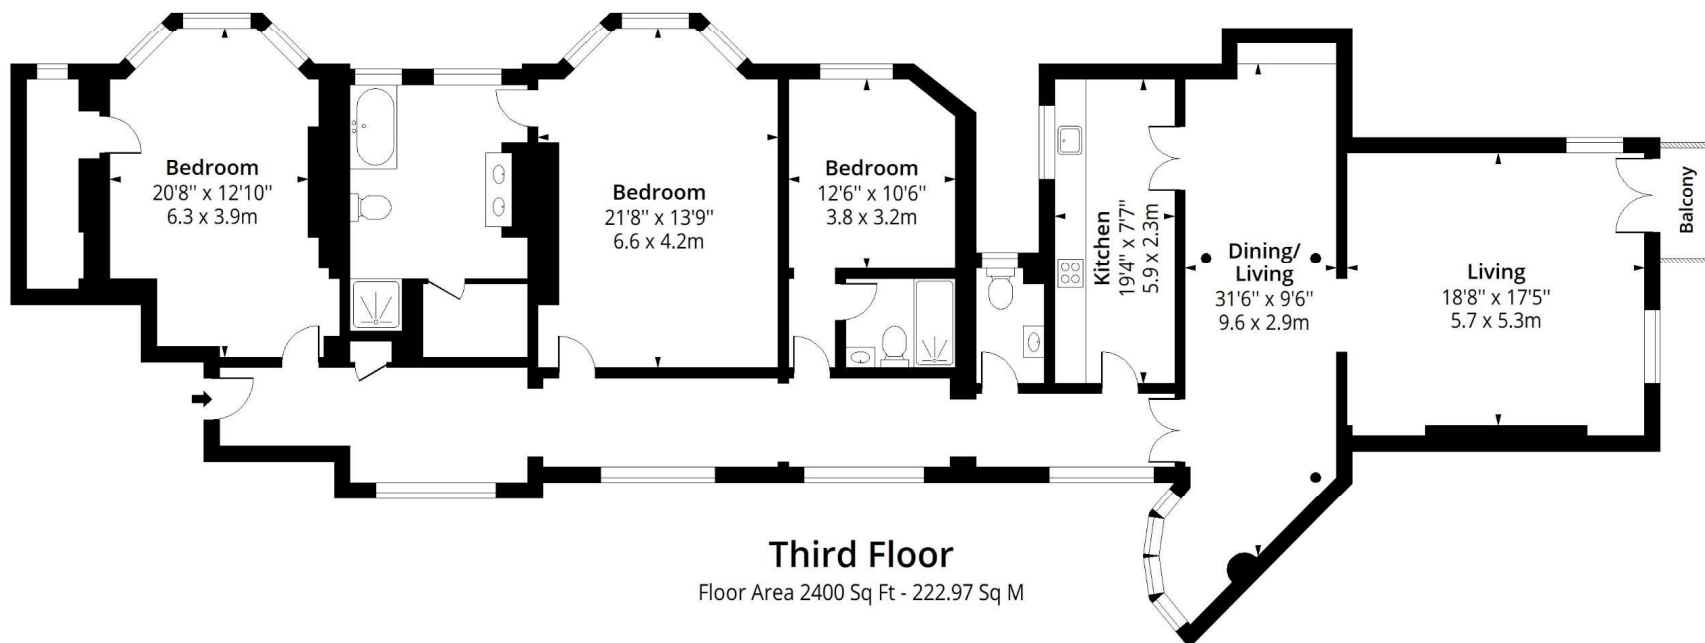 Bedroom
20'8" x 12'10"
6.3 x 3.9m
Bedroom
21'8" x 13'9"
6.6 x 4.2m
Bedroom
12'6" x 10'6"
3.8 x 3.2m
Kitchen
19'4" x 7'7"
5.9 x 2.3m
Dining/
Living
31'6" x 9'6"
9.6 x 2.9m
Living
18'8" x 17'5"
5.7 x 5.3m
Balcony
Third Floor
Floor Area 2400 Sq Ft - 222.97 Sq M